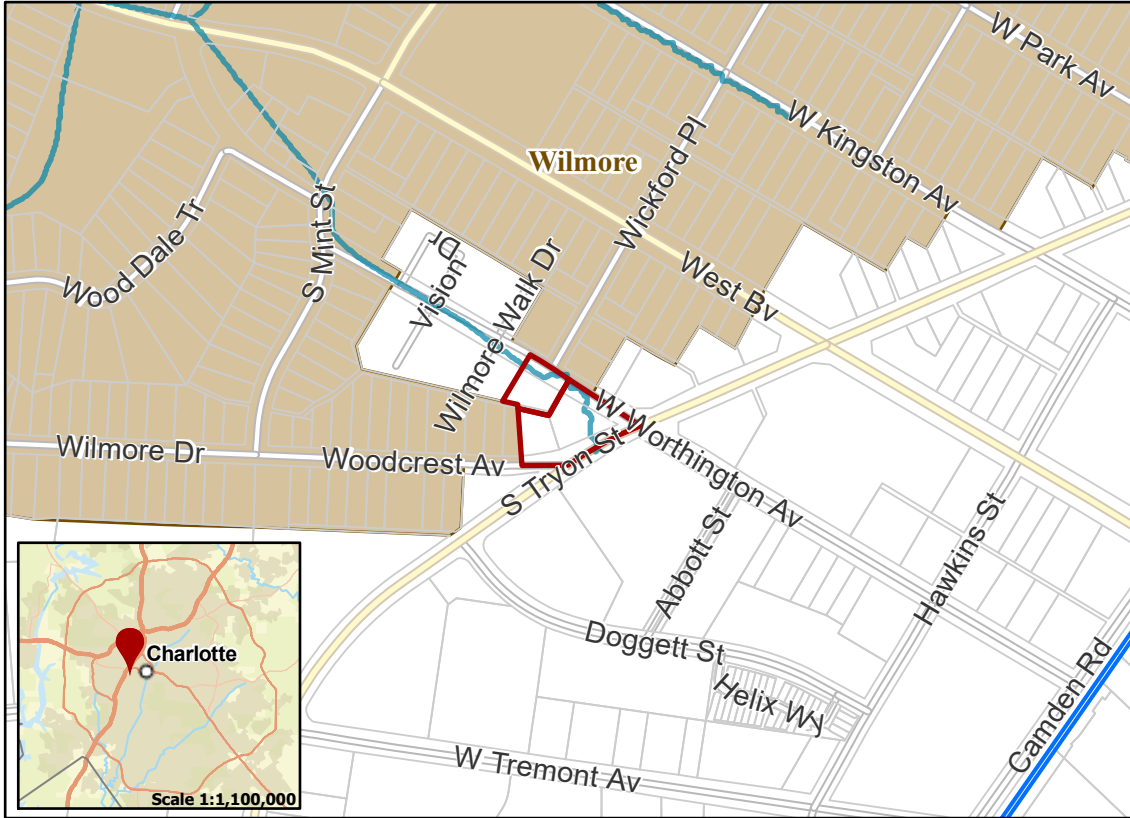 W Park Av
W Kingston Av
Wilmore
Wickford Pl
S Mint St
Wood Dale Tr
Vision Dr
Wilmore Walk Dr
West Bv
W Worthington Av
Wilmore Dr
Woodcrest Av
S Tryon St
Abbott St
Hawkins St
Doggett St
Helix Wy
Camden Rd
W Tremont Av
Charlotte
Scale 1:1,100,000